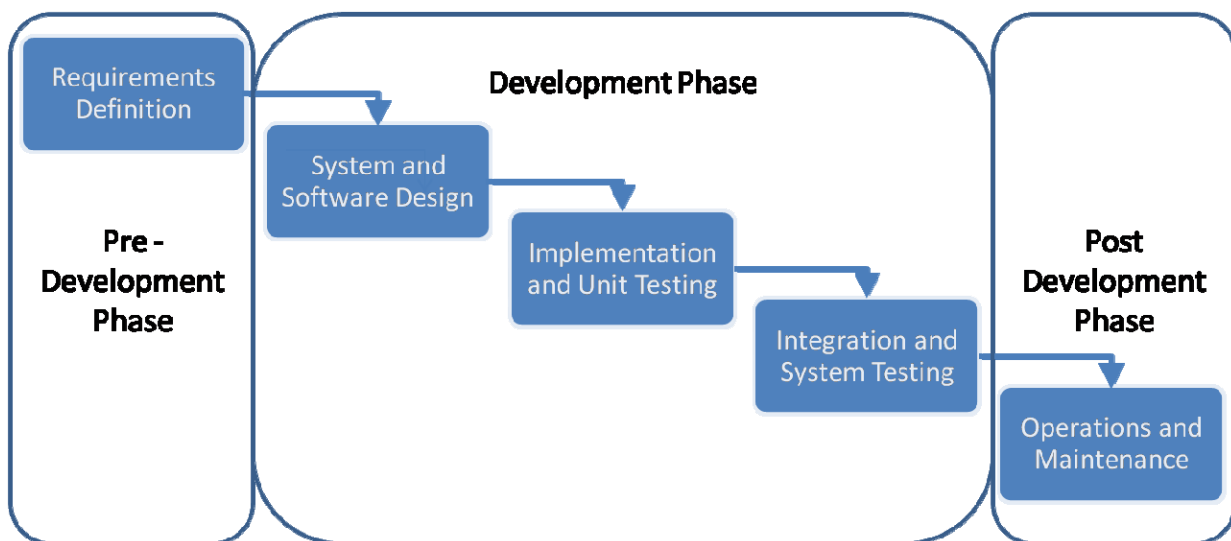 Requirements
Definition
Development Phase
System and
Software Design
Pre -
Development
Phase
Implementation
and Unit Testing
Post
Development
Phase
Integration and
System Testing
Operations and
Maintenance